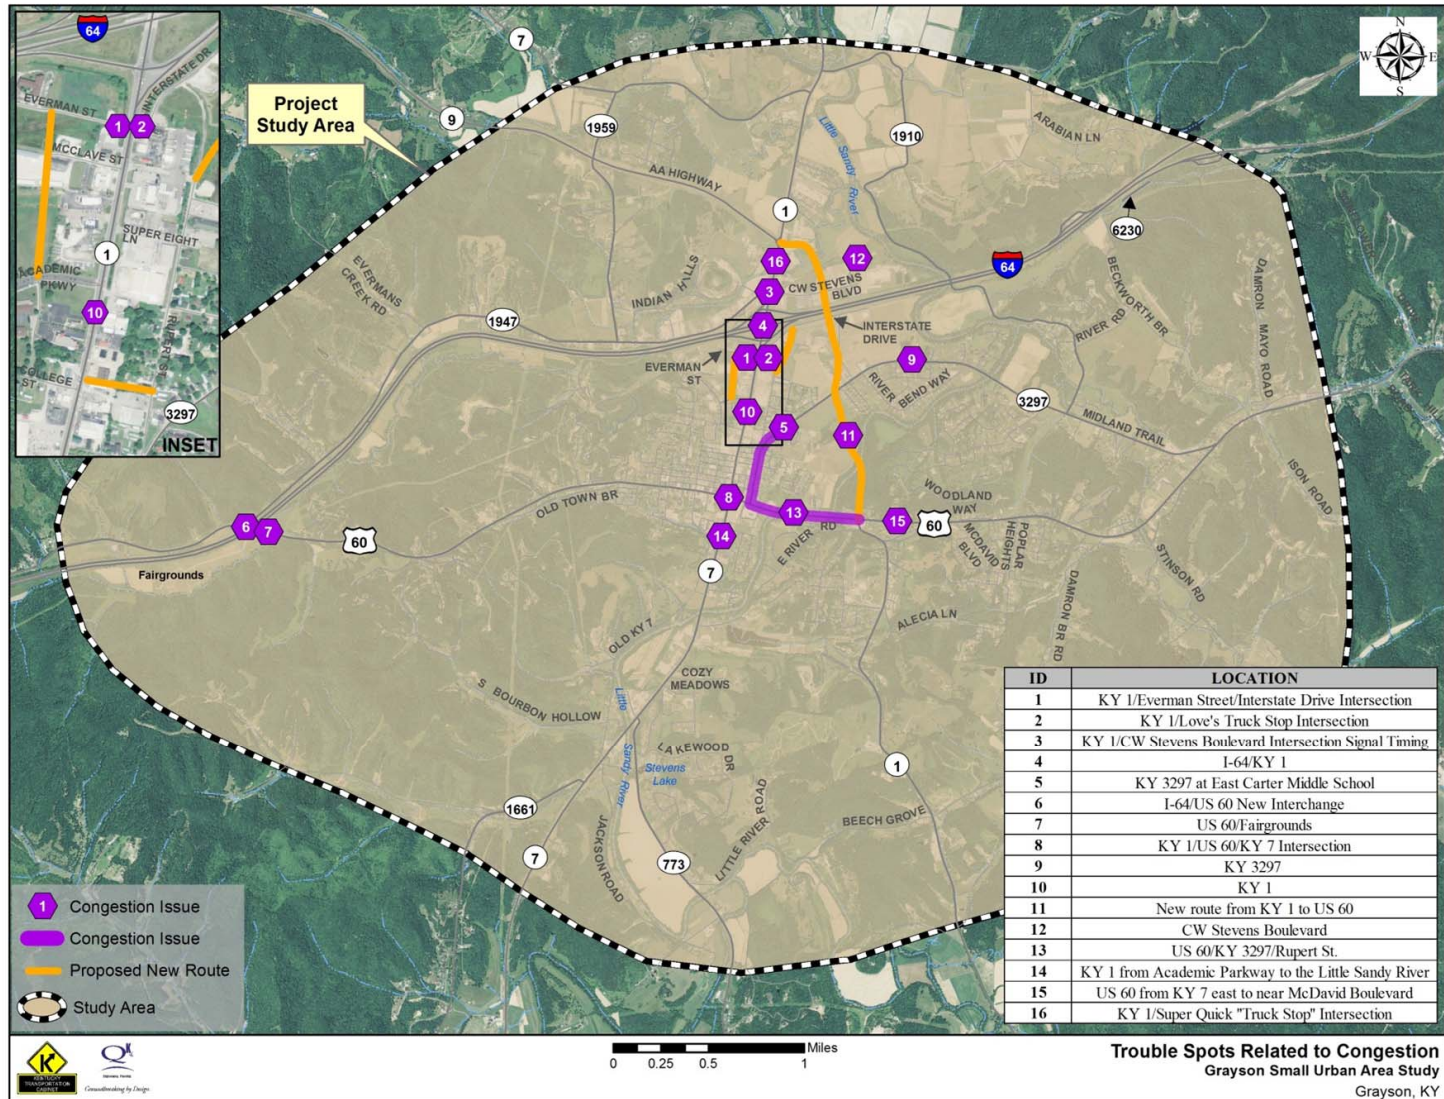 64
INTERSTATE DR
EVERMAN ST
1
2
MCCLAVE ST
SUPER EIGHT
LN
1
ACADEMIC
PKWY
10
RUPERT ST
COLLEGE
ST
3297
INSET
Project
Study Area
7
9
1959
1910
ARABIAN LN
N
W
E
S
Little Sandy River
AA HIGHWAY
1
6230
64
16
12
3
CW STEVENS
BLVD
INDIAN HILLS
EVERMANS
CREEK RD
BECKWORTH BR
DAMRON MAYO ROAD
1947
4
INTERSTATE
DRIVE
RIVER RD
EVERMAN
ST
1
2
9
RIVER
BEND WAY
3297
MIDLAND TRAIL
10
5
11
ISON ROAD
OLD TOWN BR
8
13
WOODLAND
WAY
6
7
60
14
E RIVER RD
15
60
MCDAVID
BLVD
POPLAR
HEIGHTS
STINSON RD
Fairgrounds
7
DAMRON BR RD
ALECIA LN
OLD KY 7
COZY
MEADOWS
S BOURBON HOLLOW
Little Sandy River
LAKEWOOD DR
Stevens
Lake
1
1661
JACKSON ROAD
LITTLE RIVER ROAD
BEECH GROVE
7
773
ID LOCATION
1 KY 1/Everman Street/Interstate Drive Intersection
2 KY 1/Love's Truck Stop Intersection
3 KY 1/CW Stevens Boulevard Intersection Signal Timing
4 I-64/KY 1
5 KY 3297 at East Carter Middle School
6 I-64/US 60 New Interchange
7 US 60/Fairgrounds
8 KY 1/US 60/KY 7 Intersection
9 KY 3297
10 KY 1
11 New route from KY 1 to US 60
12 CW Stevens Boulevard
13 US 60/KY 3297/Rupert St.
14 KY 1 from Academic Parkway to the Little Sandy River
15 US 60 from KY 7 east to near McDavid Boulevard
16 KY 1/Super Quick "Truck Stop" Intersection
1 Congestion Issue
Congestion Issue
Proposed New Route
Study Area
KENTUCKY
TRANSPORTATION
CABINET
Groundbreaking by Design
Miles
0 0.25 0.5 1
Trouble Spots Related to Congestion
Grayson Small Urban Area Study
Grayson, KY